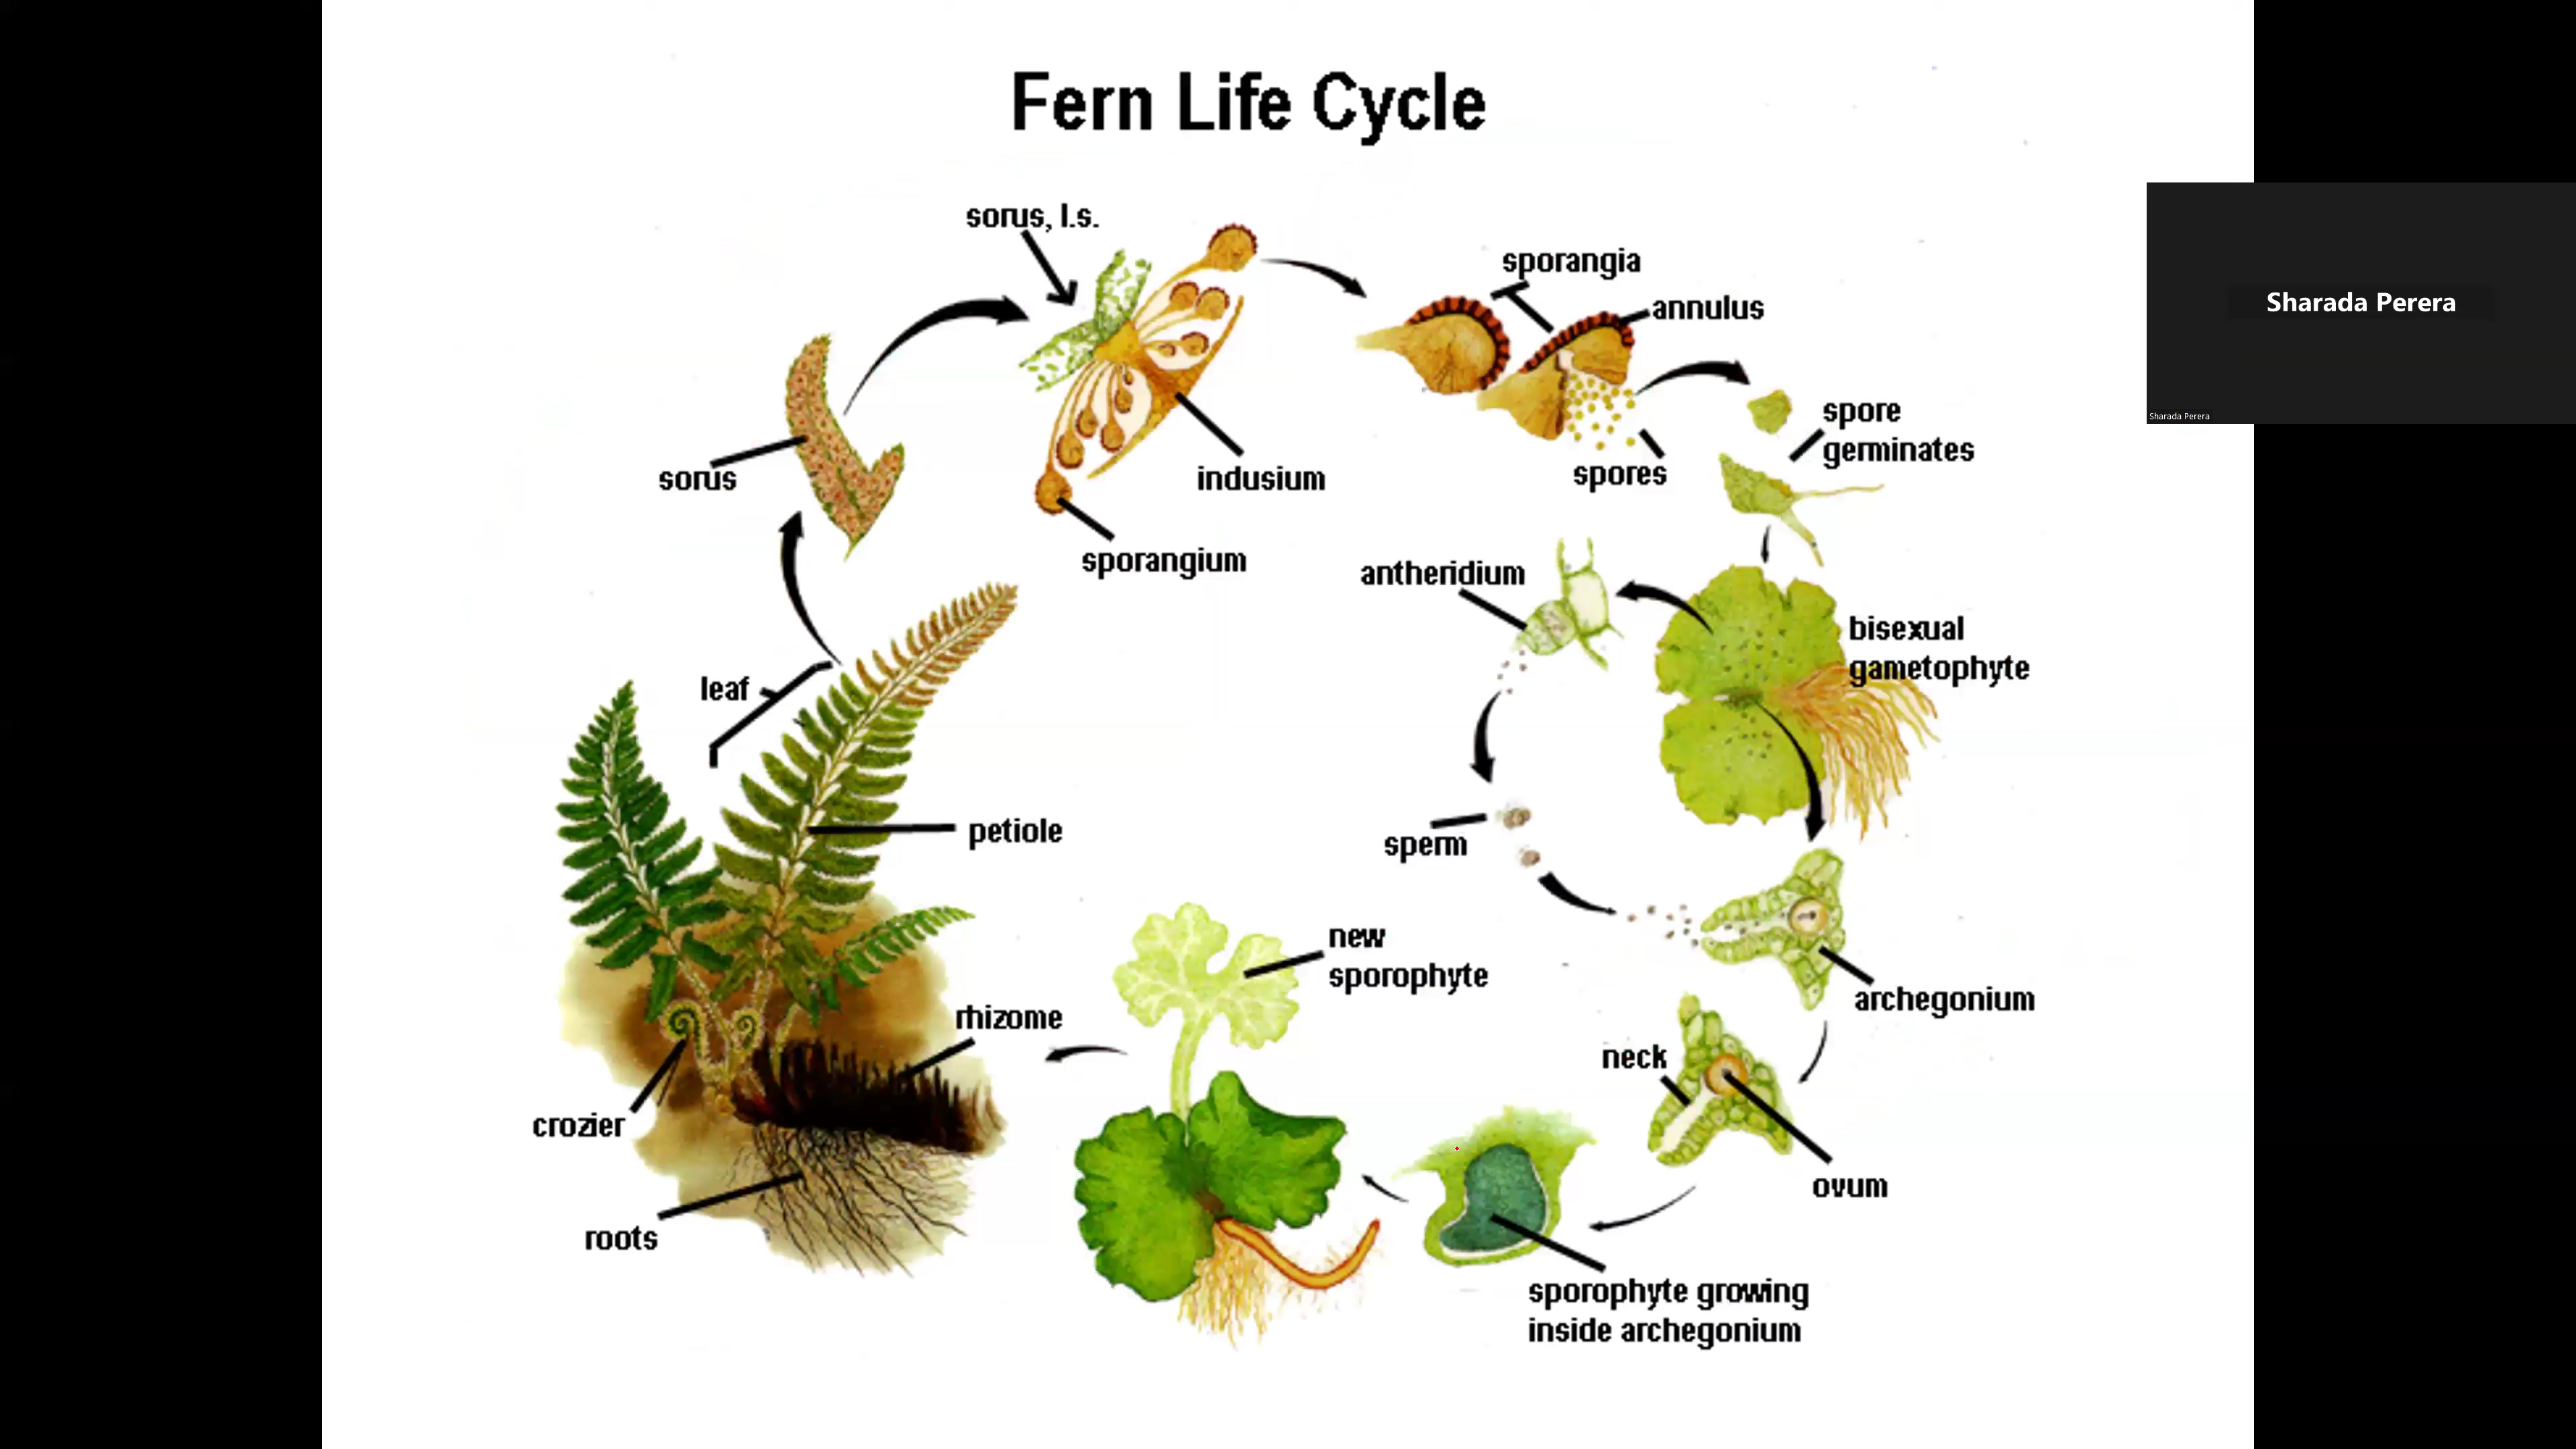 Fern Life Cycle
sorus, l.s.
sporangia
annulus
Sharada Perera
Sharada Perera
spore
germinates
sorus
indusium
spores
sporangium
antheridium
bisexual
gametophyte
leaf
petiole
sperm
new
sporophyte
archegonium
rhizome
neck
crozier
ovum
roots
sporophyte growing
inside archegonium